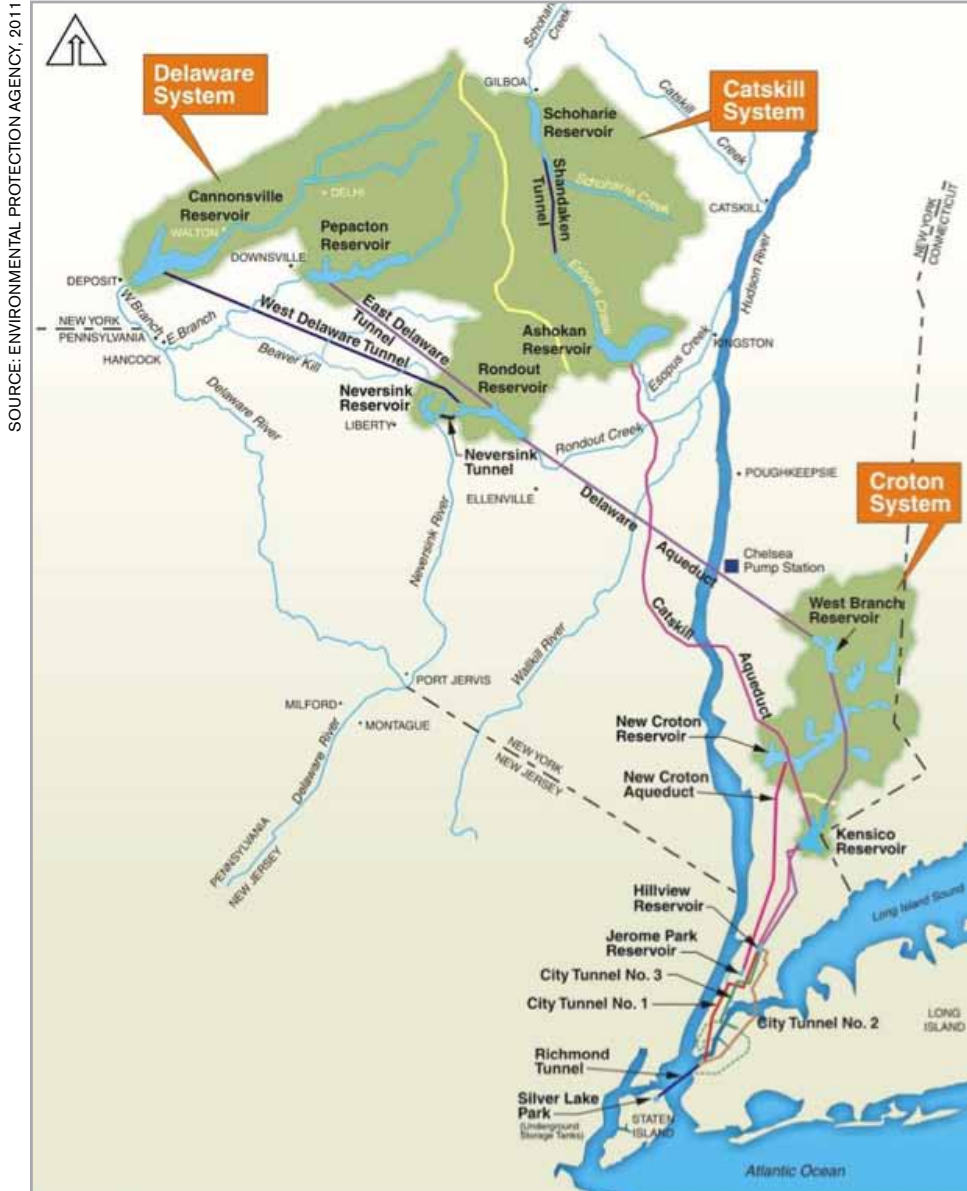 SOURCE: ENVIRONMENTAL PROTECTION AGENCY, 2011
Delaware
System
Catskill
System
Croton
System
Schoharie
Creek
GILBOA
Schoharie
Reservoir
Catskill
Creek
Shandaken
Tunnel
Schoharie Creek
CATSKILL
Hudson River
NEW YORK
CONNECTICUT
Cannonsville
Reservoir
DELHI
WALTON
Pepacton
Reservoir
DOWNSVILLE
DEPOSIT
W.Branch
E.Branch
NEW YORK
PENNSYLVANIA
HANCOCK
West Delaware Tunnel
East Delaware
Tunnel
Beaver Kill
Esopus Creek
Ashokan
Reservoir
Rondout
Reservoir
Esopus Creek
KINGSTON
Neversink
Reservoir
LIBERTY
Neversink
Tunnel
Rondout Creek
ELLENVILLE
Delaware River
Neversink River
Delaware
Aqueduct
POUGHKEEPSIE
Chelsea
Pump Station
West Branch
Reservoir
Catskill
Aqueduct
Wallkill River
PORT JERVIS
MILFORD
MONTAGUE
Delaware River
PENNSYLVANIA
NEW JERSEY
NEW YORK
NEW JERSEY
New Croton
Reservoir
New Croton
Aqueduct
Kensico
Reservoir
Hillview
Reservoir
Long Island Sound
Jerome Park
Reservoir
City Tunnel No. 3
City Tunnel No. 1
City Tunnel No. 2
LONG
ISLAND
Richmond
Tunnel
Silver Lake
Park
(Underground
Storage Tanks)
STATEN
ISLAND
Atlantic Ocean